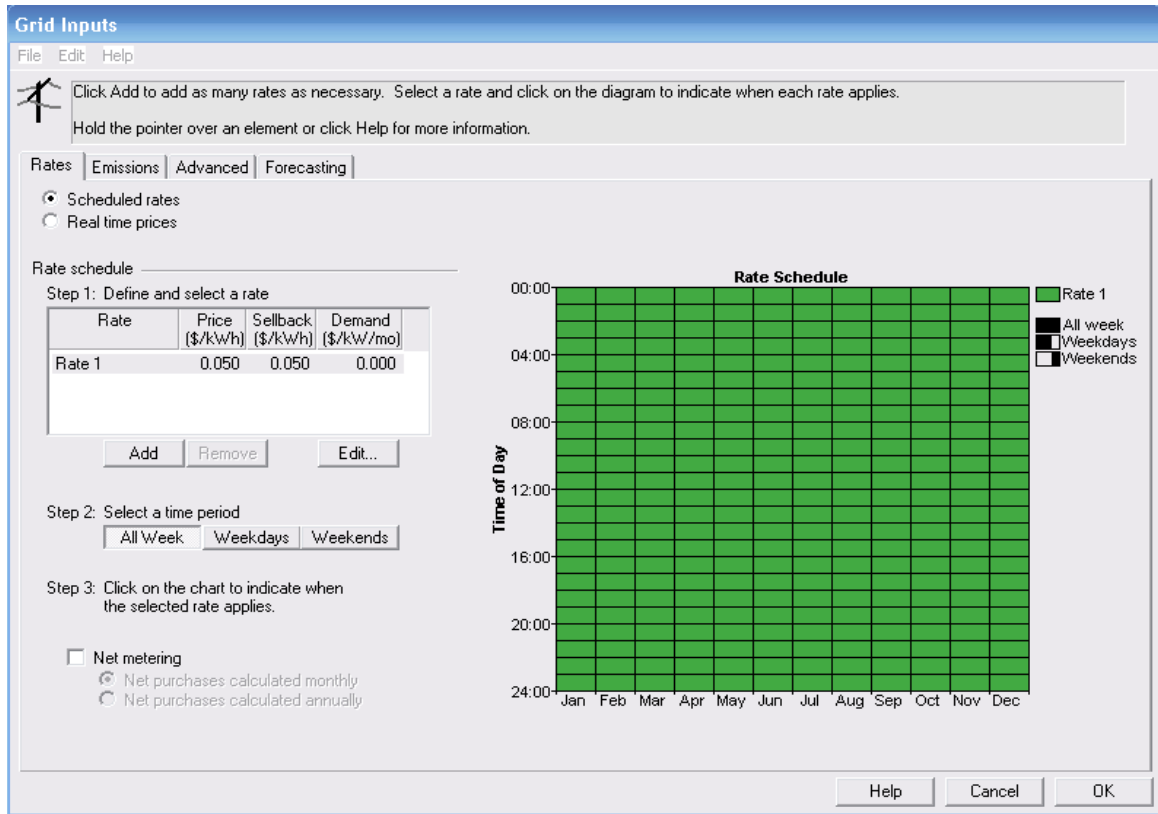 Grid Inputs
File Edit Help
Click Add to add as many rates as necessary. Select a rate and click on the diagram to indicate when each rate applies.
Hold the pointer over an element or click Help for more information.
Rates Emissions Advanced Forecasting
Scheduled rates
Real time prices
Rate schedule
Step 1: Define and select a rate
Rate Price Sellback Demand
($/kWh) ($/kWh) ($/kW/mo)
Rate 1 0.050 0.050 0.000
Add Remove Edit...
Step 2: Select a time period
All Week Weekdays Weekends
Step 3: Click on the chart to indicate when
the selected rate applies.
Net metering
Net purchases calculated monthly
Net purchases calculated annually
Rate Schedule
Time of Day
00:00
04:00
08:00
12:00
16:00
20:00
24:00
Jan Feb Mar Apr May Jun Jul Aug Sep Oct Nov Dec
Rate 1
All week
Weekdays
Weekends
Help Cancel OK